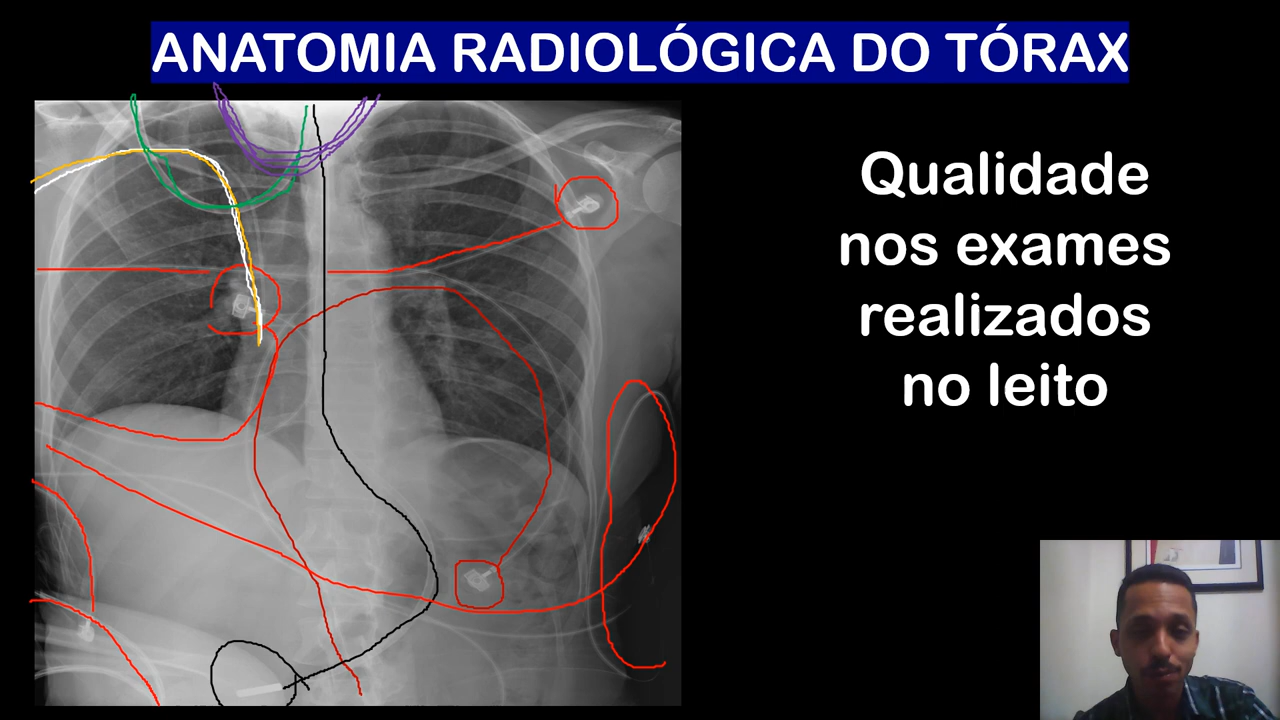 ANATOMIA RADIOLÓGICA DO TÓRAX
Qualidade
nos exames
realizados
no leito